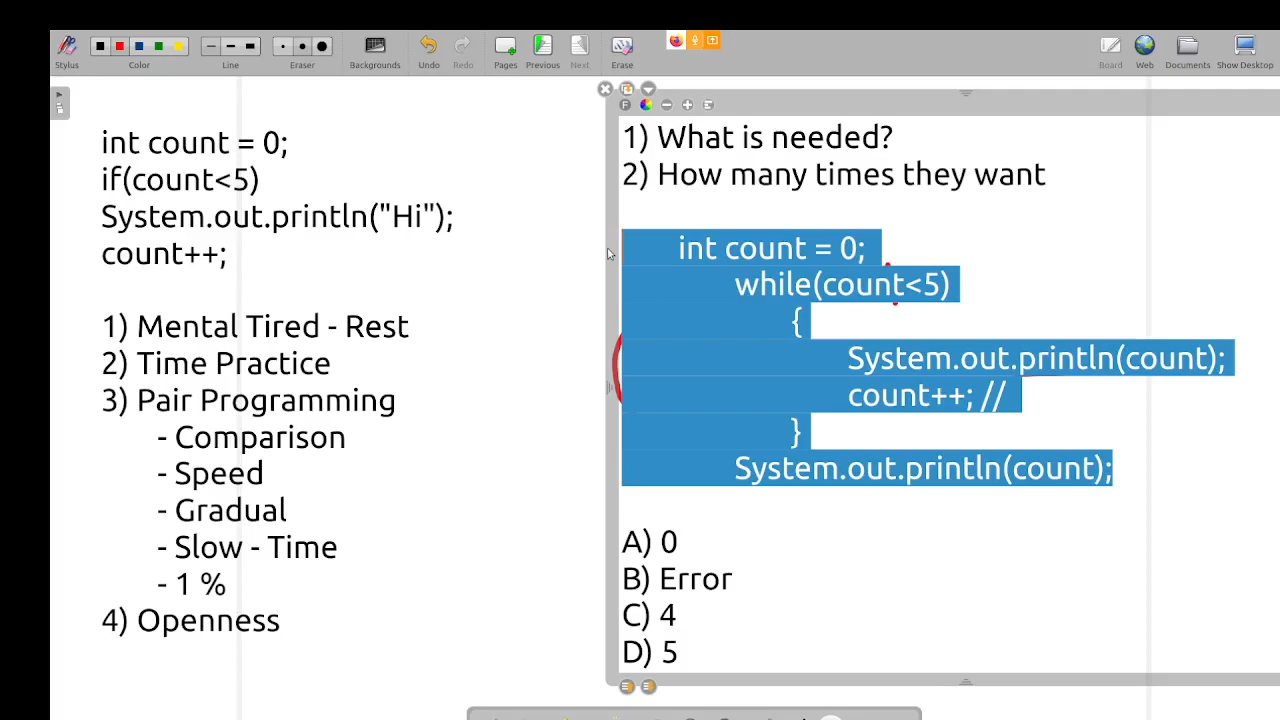 Stylus
Color
Line
Eraser
Backgrounds
Undo
Redo
Pages
Previous
Next
Erase
Board
Web
Documents
Show Desktop
int count = 0;
if(count<5)
System.out.println("Hi");
count++;
1) Mental Tired - Rest
2) Time Practice
3) Pair Programming
- Comparison
- Speed
- Gradual
- Slow - Time
- 1 %
4) Openness
1) What is needed?
2) How many times they want
int count = 0;
while(count<5)
{
System.out.println(count);
count++; //
}
System.out.println(count);
A) 0
B) Error
C) 4
D) 5